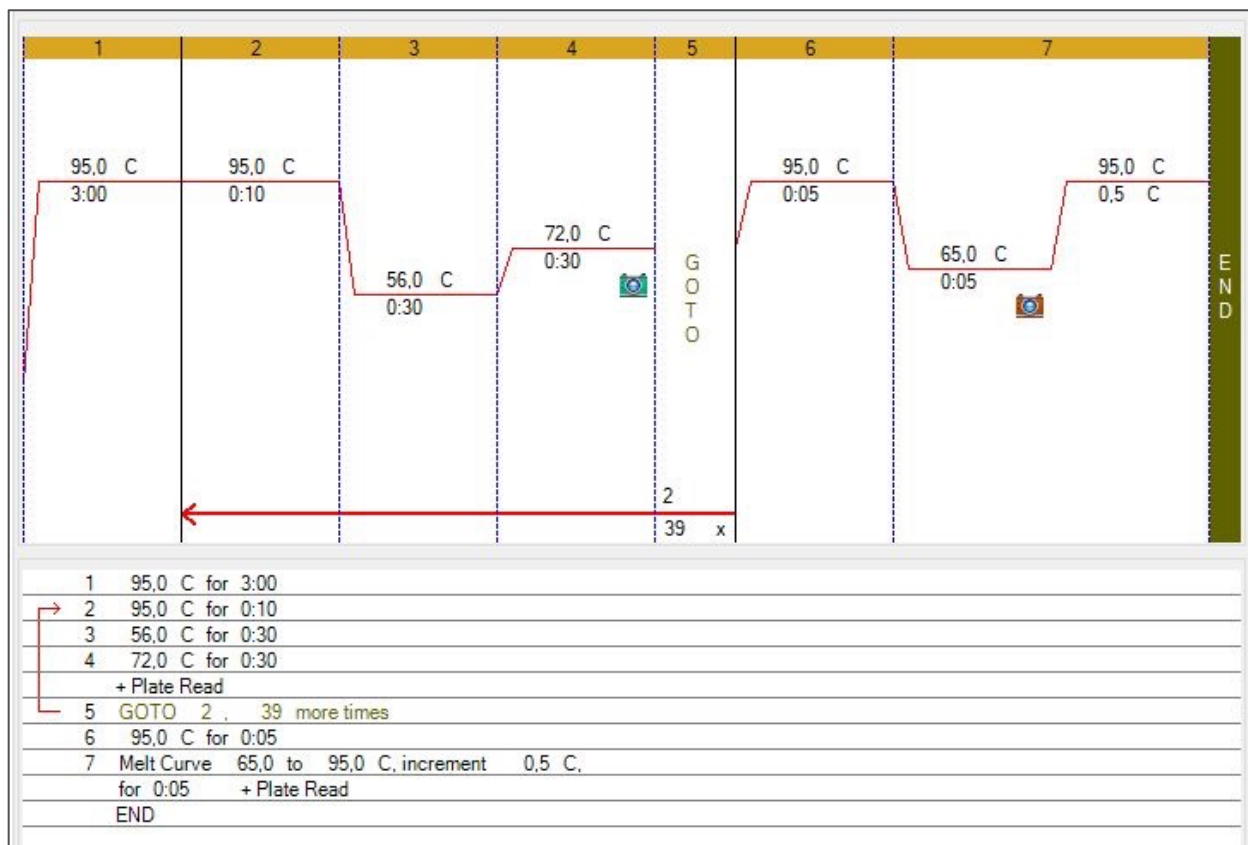 1 2 3 4 5 6 7
95,0 C 95,0 C 95,0 C 95,0 C
3:00 0:10 0:05 0,5 C
72,0 C
0:30
65,0 C
0:05
56,0 C
0:30
GOTO
END
2
39 x
1 95,0 C for 3:00
2 95,0 C for 0:10
3 56,0 C for 0:30
4 72,0 C for 0:30
+ Plate Read
5 GOTO 2 , 39 more times
6 95,0 C for 0:05
7 Melt Curve 65,0 to 95,0 C, increment 0,5 C,
for 0:05 + Plate Read
END